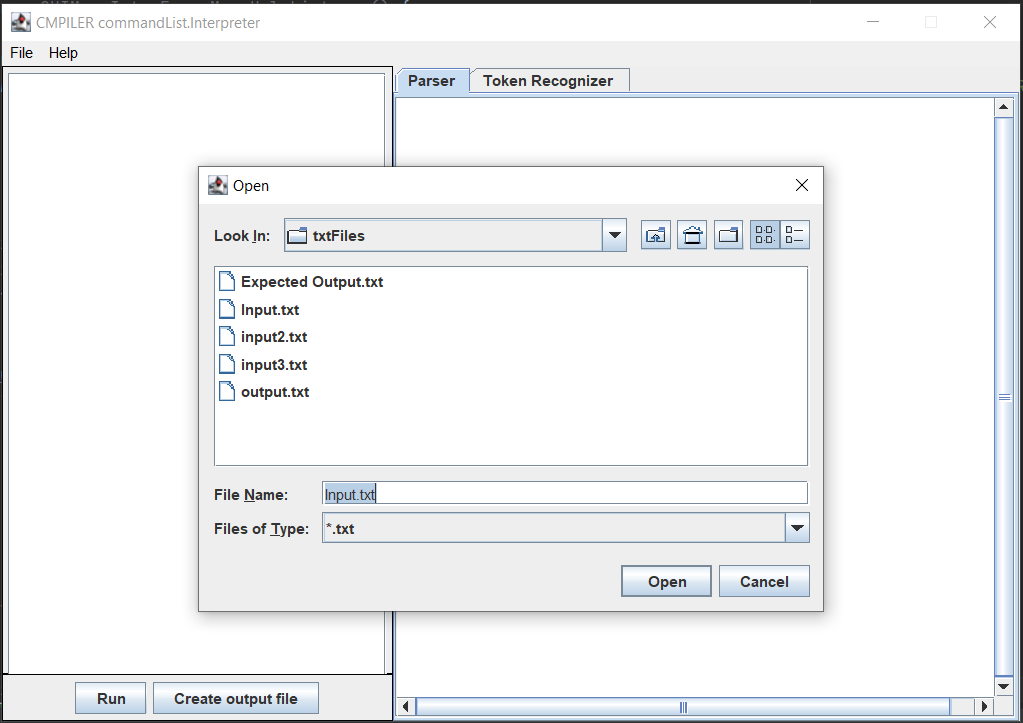 CMPILER commandList.Interpreter
File Help
Parser Token Recognizer
Open
Look In: txtFiles
Expected Output.txt
Input.txt
input2.txt
input3.txt
output.txt
File Name: Input.txt
Files of Type: *.txt
Open Cancel
Run Create output file